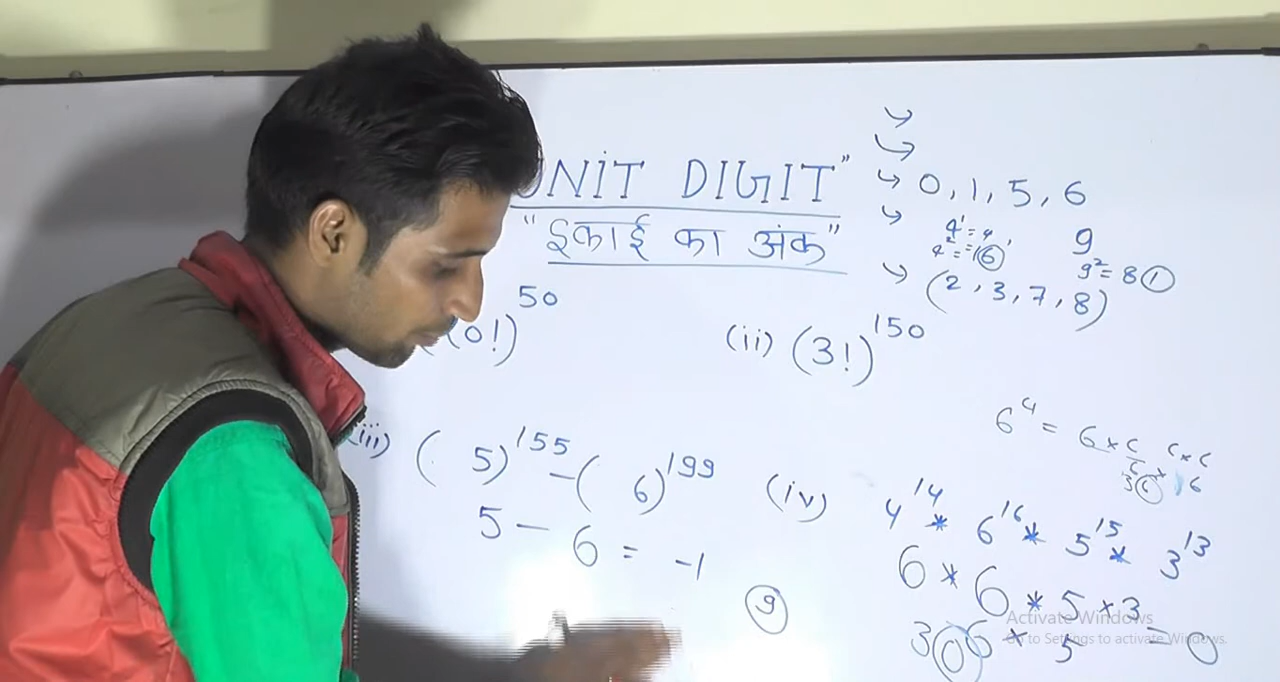 UNIT DIGIT"
"इकाई का अंक"
0, 1, 5, 6
4¹ = 4
4² = 16
9
9² = 81
(2, 3, 7, 8)
0!)⁵⁰
(ii) (3!)¹⁵⁰
6⁴ = 6 × 6 6 × 6
36 × 6
iii) ( 5)¹⁵⁵ - ( 6)¹⁹⁹
5 - 6 = -1
9
(iv) 4¹⁴ * 6¹⁶ * 5¹⁵ * 3¹³
6 * 6 * 5 × 3
6 × 5 = 0
Activate Windows
Go to Settings to activate Windows.